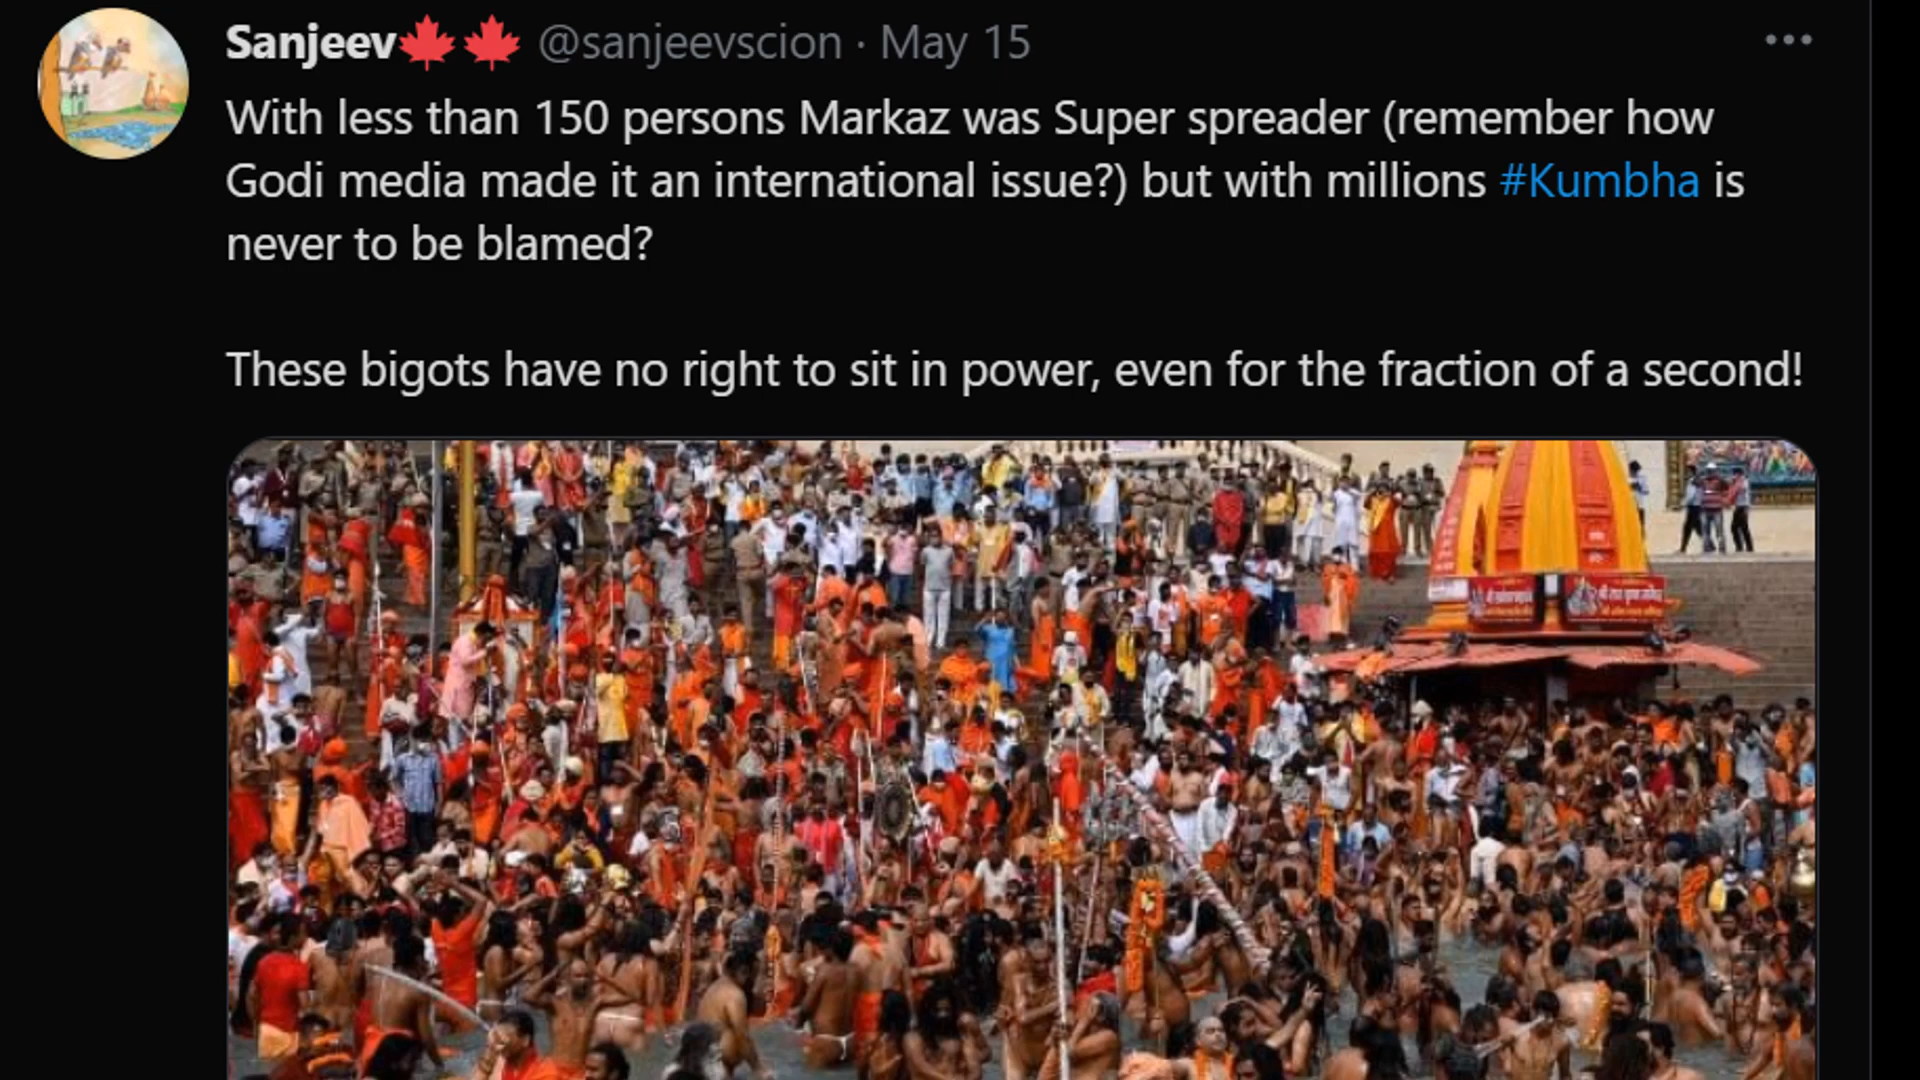 Sanjeev🍁🍁 @sanjeevscion · May 15
With less than 150 persons Markaz was Super spreader (remember how
Godi media made it an international issue?) but with millions #Kumbha is
never to be blamed?
These bigots have no right to sit in power, even for the fraction of a second!